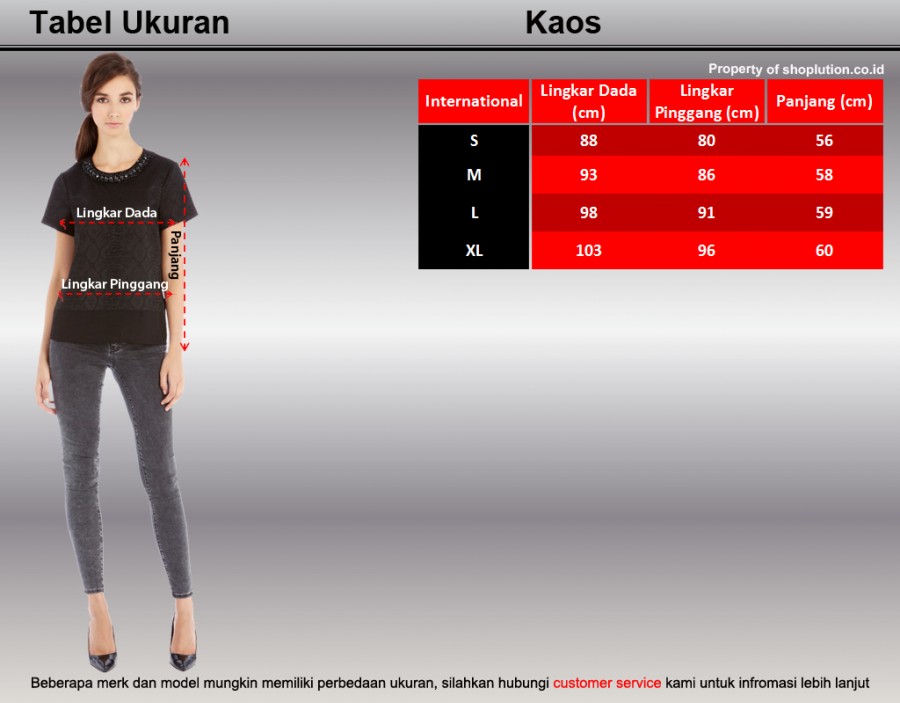 Tabel Ukuran
Kaos
Property of shoplution.co.id
International Lingkar Dada (cm) Lingkar Pinggang (cm) Panjang (cm)
S 88 80 56
M 93 86 58
L 98 91 59
XL 103 96 60
Lingkar Dada
Panjang
Lingkar Pinggang
Beberapa merk dan model mungkin memiliki perbedaan ukuran, silahkan hubungi customer service kami untuk infromasi lebih lanjut